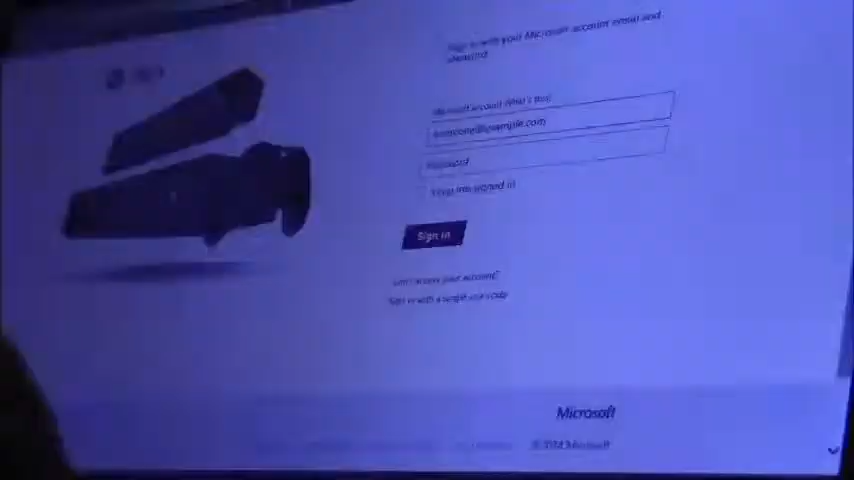 Sign in with your Microsoft account email and
password
Microsoft account What's this?
someone@example.com
Password
Keep me signed in
Sign in
Can't access your account?
Sign in with a single-use code
Microsoft
© 2014 Microsoft